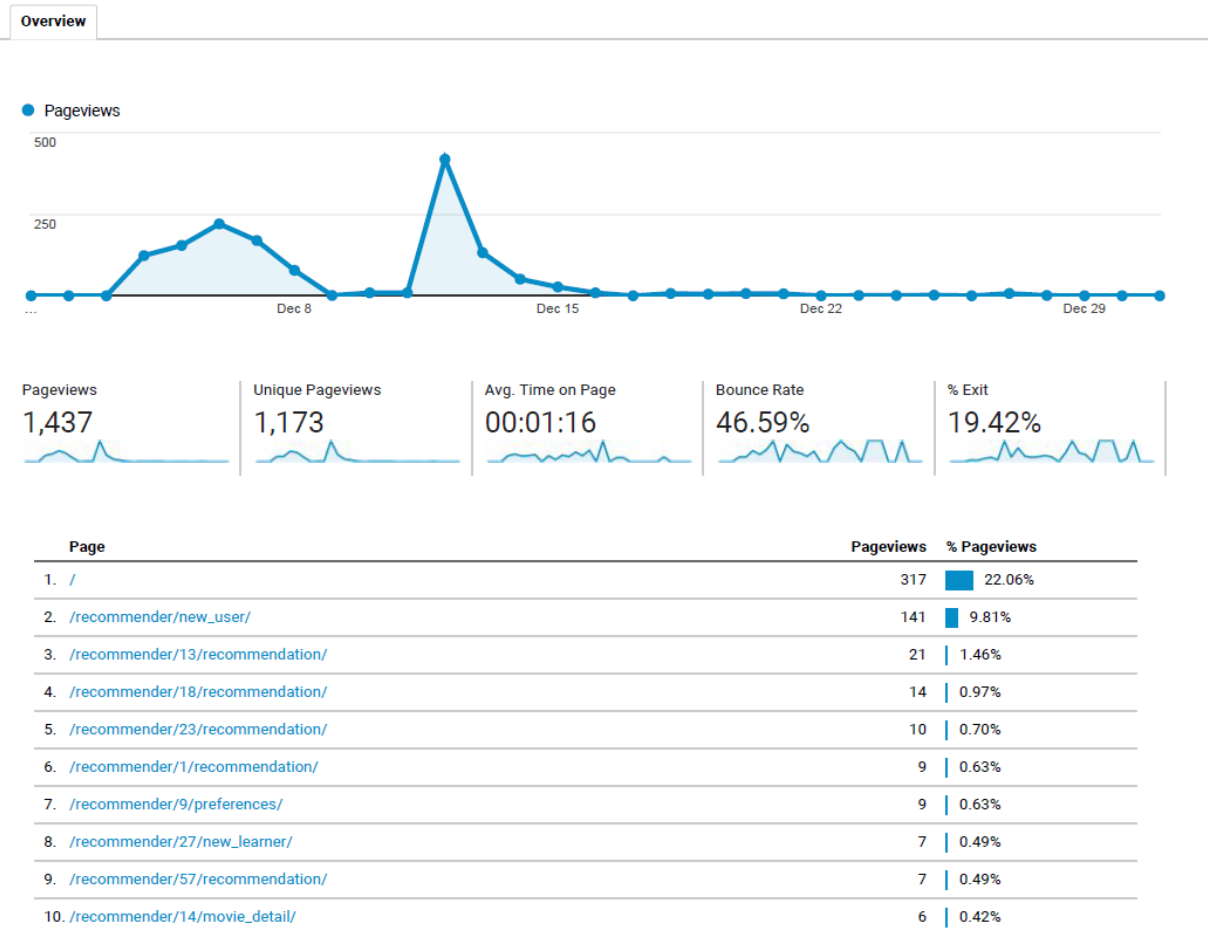 Overview
Pageviews
500
250
...
Dec 8
Dec 15
Dec 22
Dec 29
Pageviews
1,437
Unique Pageviews
1,173
Avg. Time on Page
00:01:16
Bounce Rate
46.59%
% Exit
19.42%
Page Pageviews % Pageviews
1. / 317 22.06%
2. /recommender/new_user/ 141 9.81%
3. /recommender/13/recommendation/ 21 1.46%
4. /recommender/18/recommendation/ 14 0.97%
5. /recommender/23/recommendation/ 10 0.70%
6. /recommender/1/recommendation/ 9 0.63%
7. /recommender/9/preferences/ 9 0.63%
8. /recommender/27/new_learner/ 7 0.49%
9. /recommender/57/recommendation/ 7 0.49%
10. /recommender/14/movie_detail/ 6 0.42%